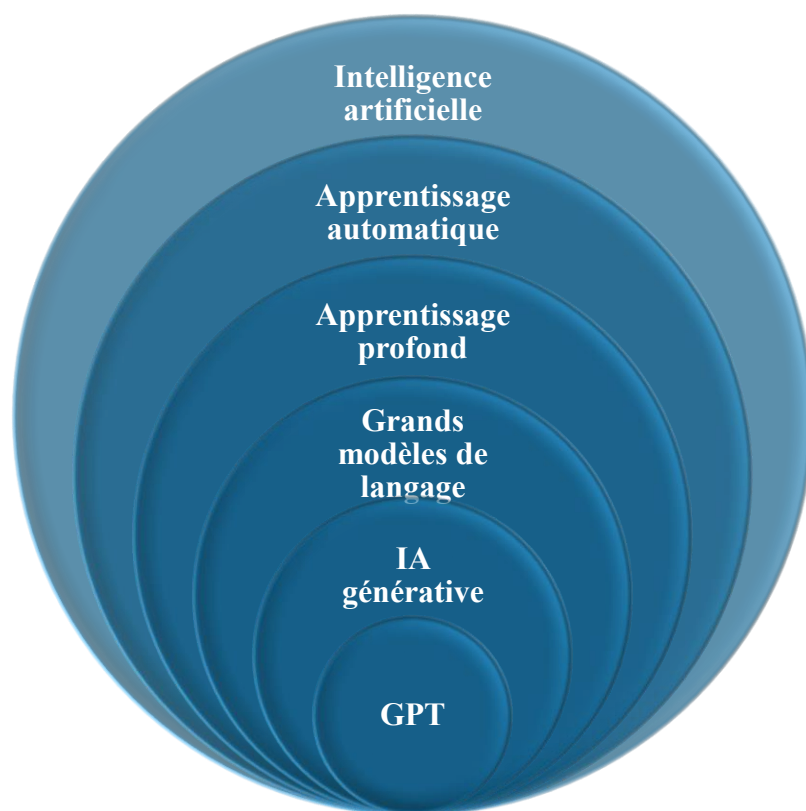 Intelligence
artificielle
Apprentissage
automatique
Apprentissage
profond
Grands
modèles de
langage
IA
générative
GPT